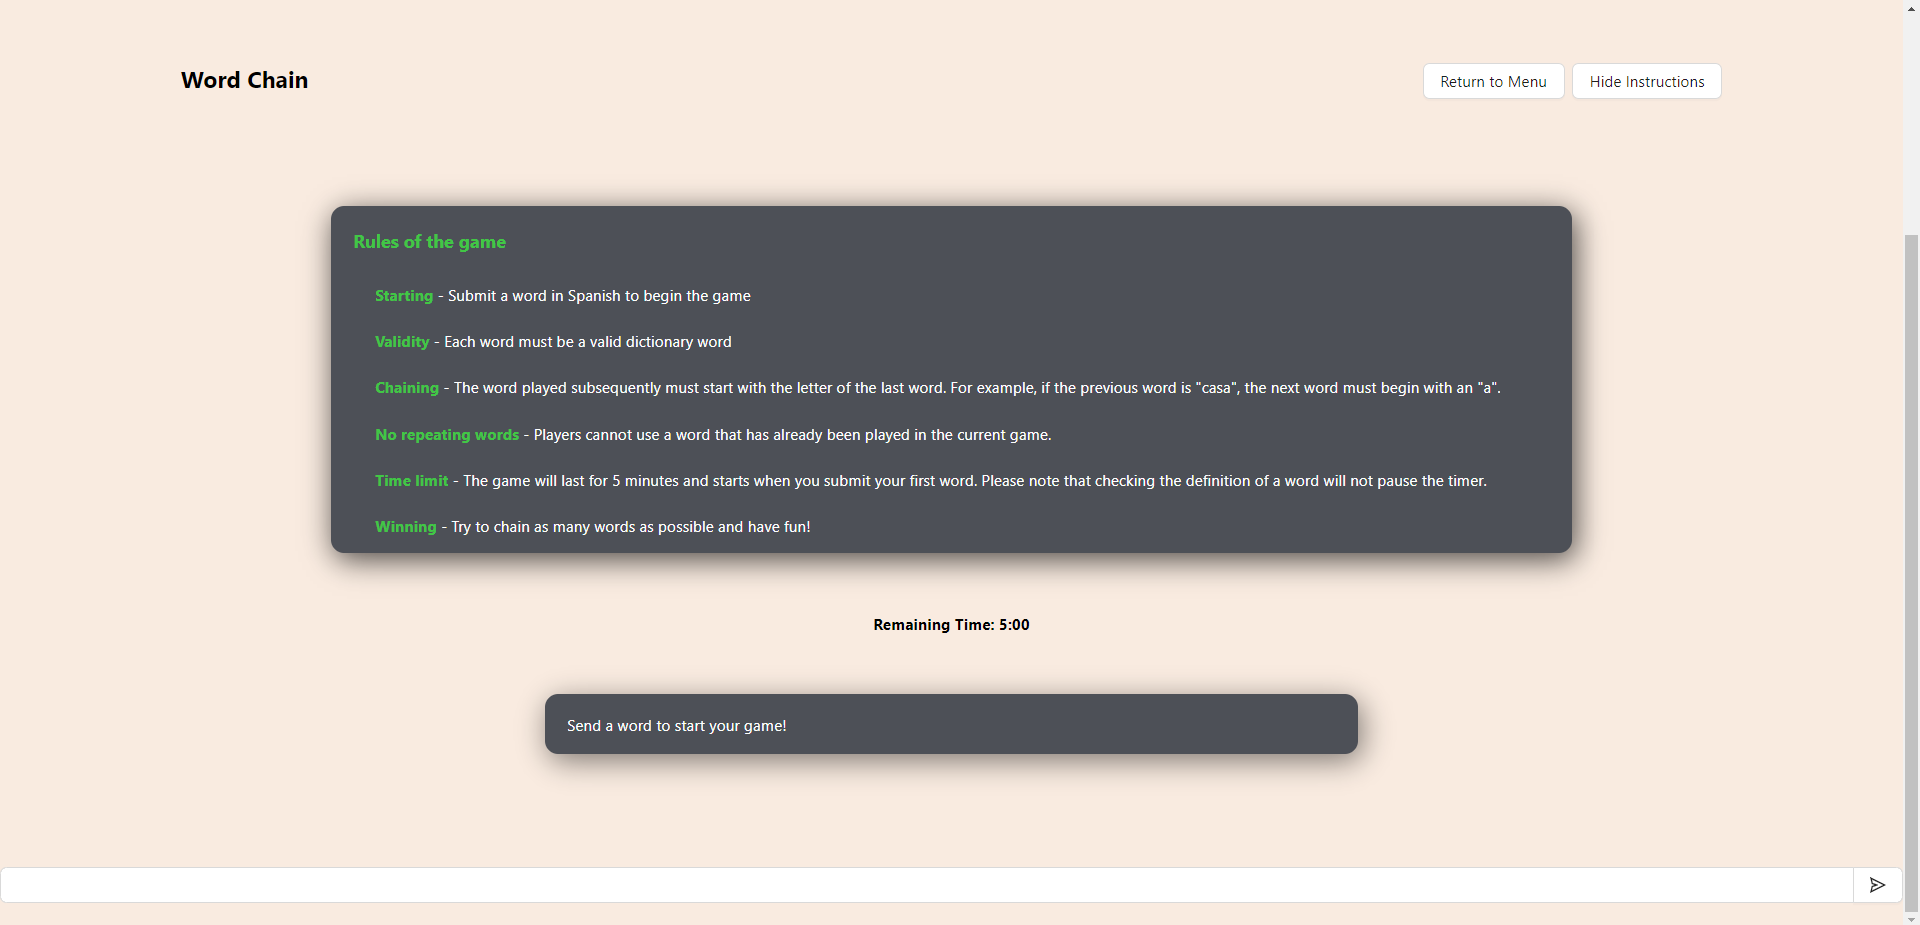 Word Chain
Return to Menu
Hide Instructions
Rules of the game
Starting - Submit a word in Spanish to begin the game
Validity - Each word must be a valid dictionary word
Chaining - The word played subsequently must start with the letter of the last word. For example, if the previous word is "casa", the next word must begin with an "a".
No repeating words - Players cannot use a word that has already been played in the current game.
Time limit - The game will last for 5 minutes and starts when you submit your first word. Please note that checking the definition of a word will not pause the timer.
Winning - Try to chain as many words as possible and have fun!
Remaining Time: 5:00
Send a word to start your game!